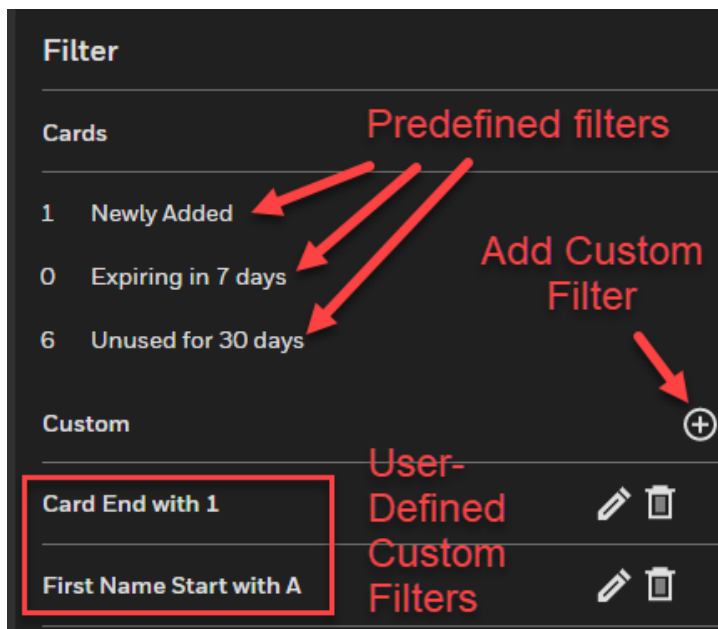 Filter
Cards
Predefined filters
1 Newly Added
0 Expiring in 7 days
6 Unused for 30 days
Add Custom
Filter
Custom
User-
Defined
Custom
Filters
Card End with 1
First Name Start with A